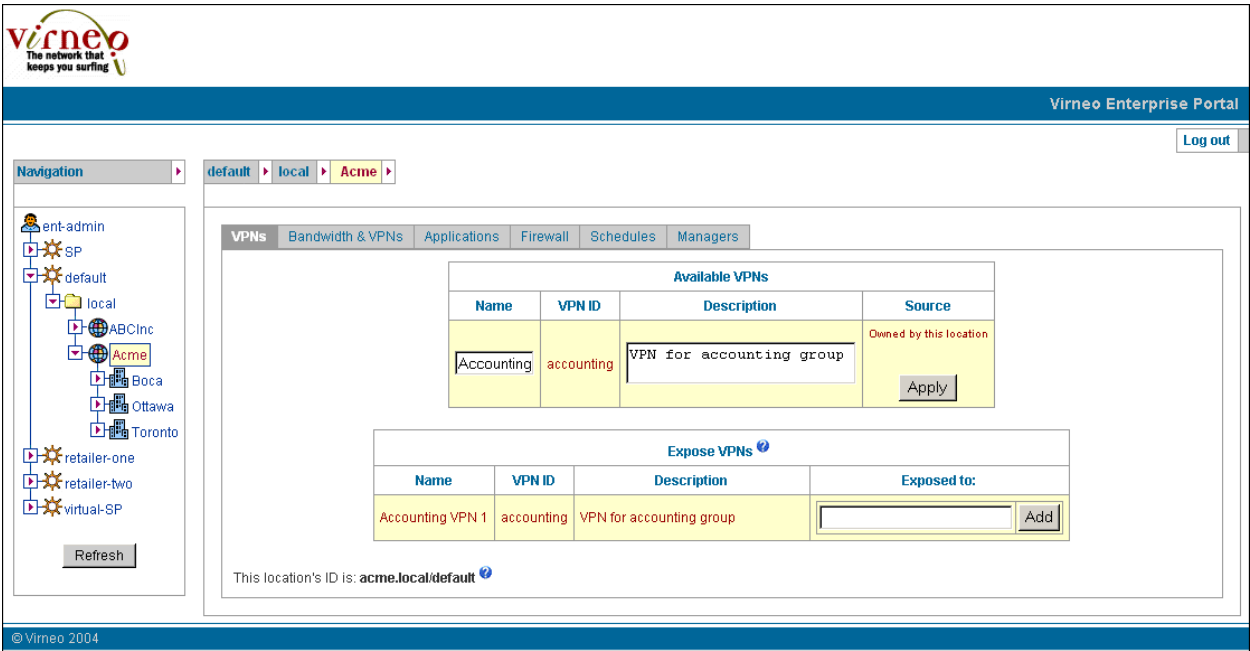 Virneo
The network that
keeps you surfing
Virneo Enterprise Portal
Log out
Navigation
default local Acme
ent-admin
SP
default
local
ABCInc
Acme
Boca
Ottawa
Toronto
retailer-one
retailer-two
virtual-SP
Refresh
VPNs Bandwidth & VPNs Applications Firewall Schedules Managers
Available VPNs
Name VPN ID Description Source
Accounting accounting VPN for accounting group Owned by this location
Apply
Expose VPNs ?
Name VPN ID Description Exposed to:
Accounting VPN 1 accounting VPN for accounting group Add
This location's ID is: acme.local/default ?
© Virneo 2004